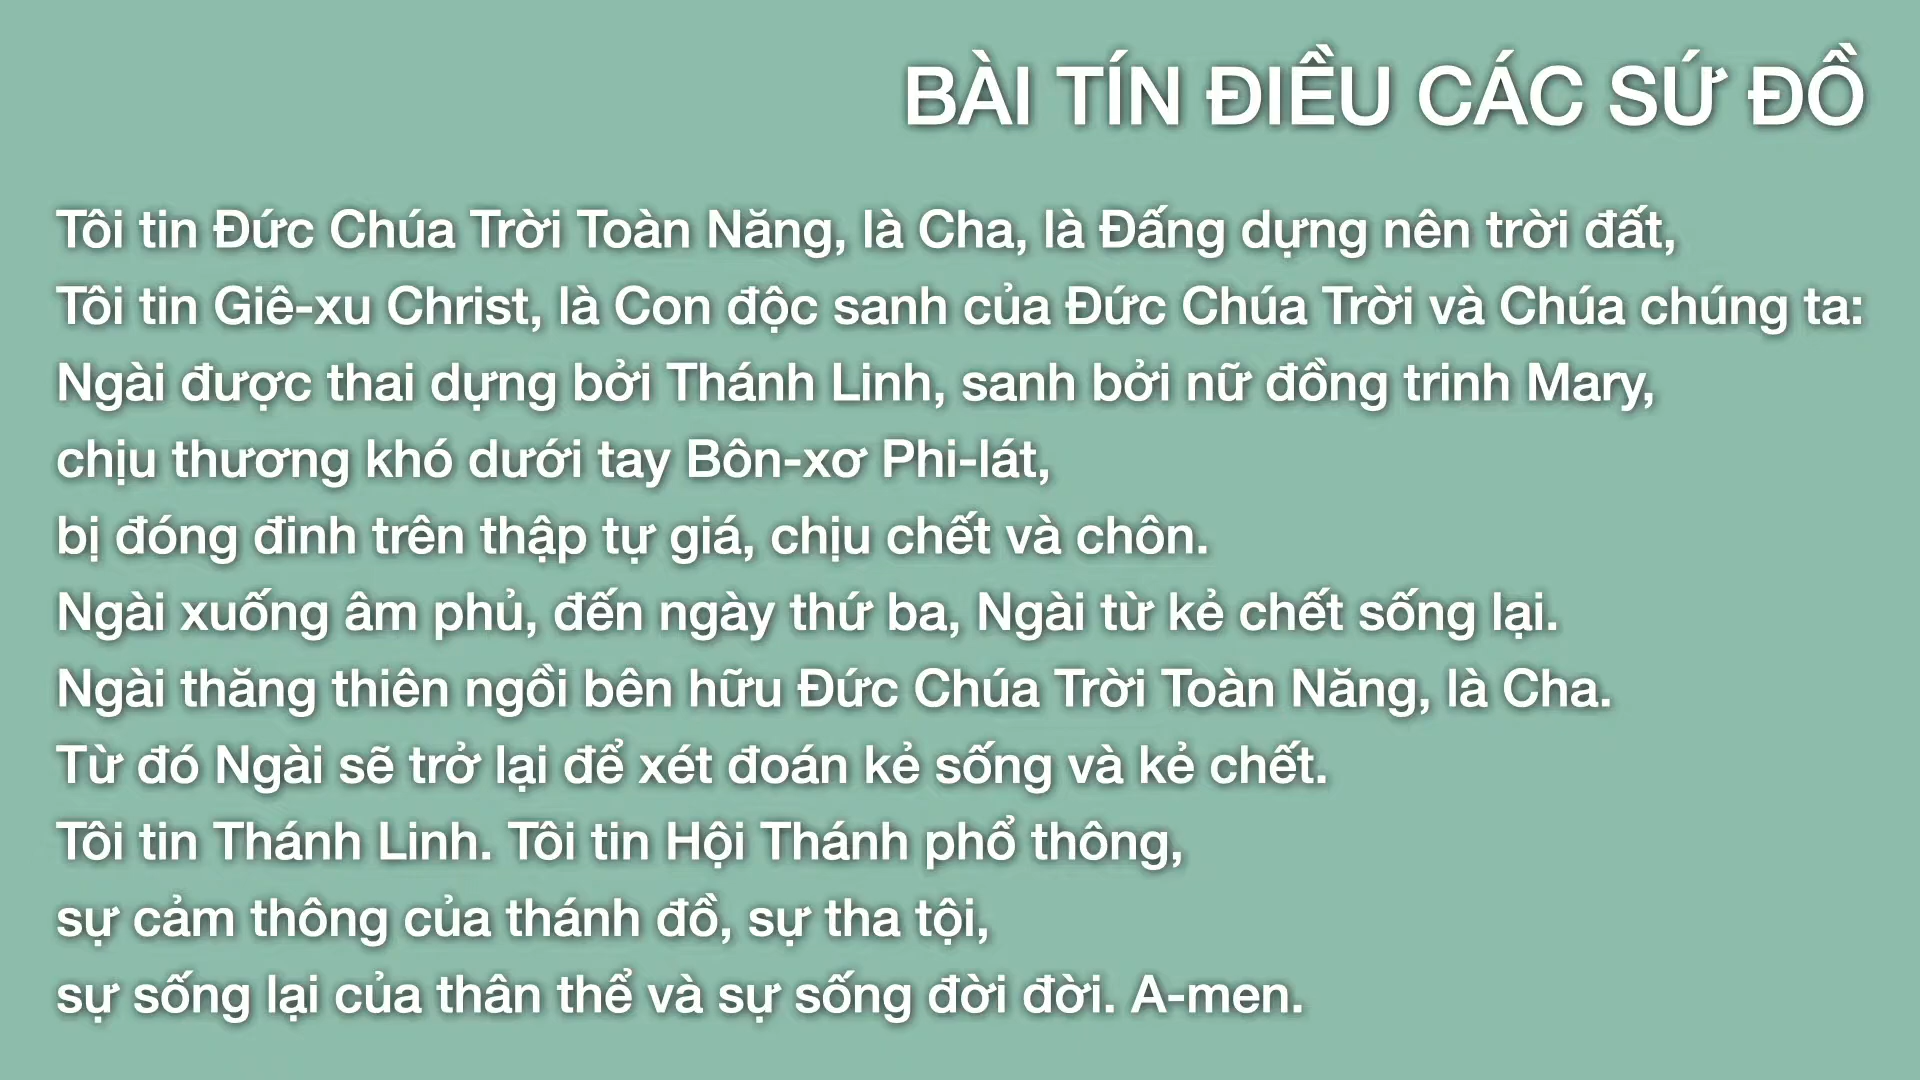 BÀI TÍN ĐIỀU CÁC SỨ ĐỒ
Tôi tin Đức Chúa Trời Toàn Năng, là Cha, là Đấng dựng nên trời đất,
Tôi tin Giê-xu Christ, là Con độc sanh của Đức Chúa Trời và Chúa chúng ta:
Ngài được thai dựng bởi Thánh Linh, sanh bởi nữ đồng trinh Mary,
chịu thương khó dưới tay Bôn-xơ Phi-lát,
bị đóng đinh trên thập tự giá, chịu chết và chôn.
Ngài xuống âm phủ, đến ngày thứ ba, Ngài từ kẻ chết sống lại.
Ngài thăng thiên ngồi bên hữu Đức Chúa Trời Toàn Năng, là Cha.
Từ đó Ngài sẽ trở lại để xét đoán kẻ sống và kẻ chết.
Tôi tin Thánh Linh. Tôi tin Hội Thánh phổ thông,
sự cảm thông của thánh đồ, sự tha tội,
sự sống lại của thân thể và sự sống đời đời. A-men.